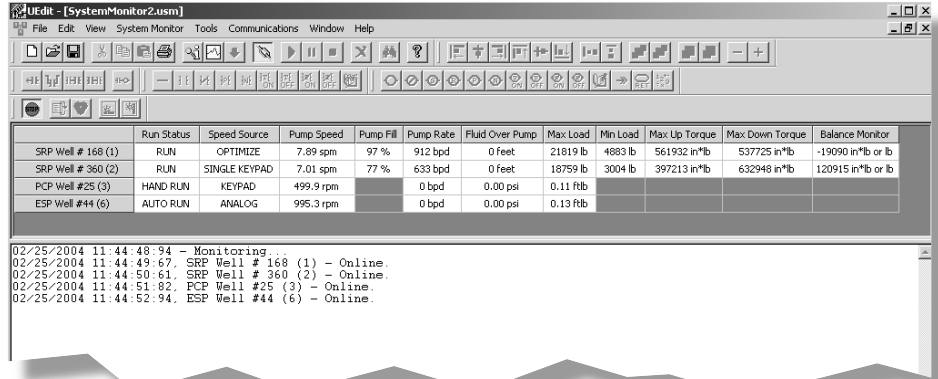 UEdit - [SystemMonitor2.usm]
File Edit View System Monitor Tools Communications Window Help
Run Status Speed Source Pump Speed Pump Fill Pump Rate Fluid Over Pump Max Load Min Load Max Up Torque Max Down Torque Balance Monitor
SRP Well # 168 (1) RUN OPTIMIZE 7.89 spm 97 % 912 bpd 0 feet 21819 lb 4883 lb 561932 in*lb 537725 in*lb -19090 in*lb or lb
SRP Well # 360 (2) RUN SINGLE KEYPAD 7.01 spm 77 % 633 bpd 0 feet 18759 lb 3004 lb 397213 in*lb 632948 in*lb 120915 in*lb or lb
PCP Well #25 (3) HAND RUN KEYPAD 499.9 rpm 0 bpd 0.00 psi 0.11 ftlb
ESP Well #44 (6) AUTO RUN ANALOG 995.3 rpm 0 bpd 0.00 psi 0.13 ftlb
02/25/2004 11:44:48:94 - Monitoring...
02/25/2004 11:44:49:67, SRP Well # 168 (1) - Online.
02/25/2004 11:44:50:61, SRP Well # 360 (2) - Online.
02/25/2004 11:44:51:82, PCP Well #25 (3) - Online.
02/25/2004 11:44:52:94, ESP Well #44 (6) - Online.